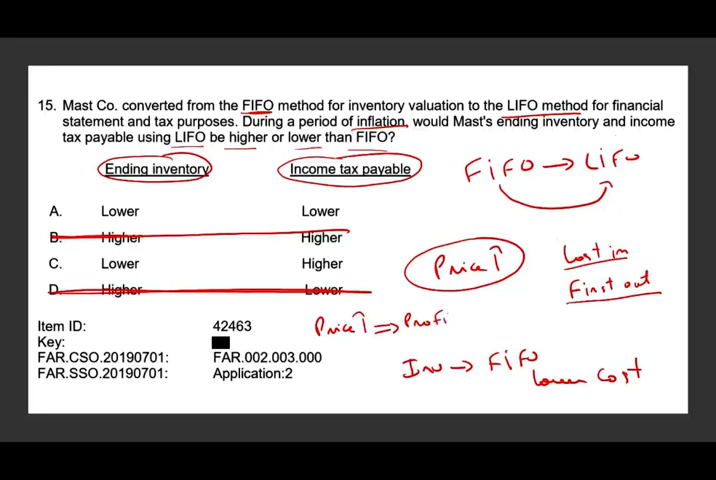 15. Mast Co. converted from the FIFO method for inventory valuation to the LIFO method for financial
statement and tax purposes. During a period of inflation, would Mast's ending inventory and income
tax payable using LIFO be higher or lower than FIFO?
Ending inventory Income tax payable
FiFO → LiFO
A. Lower Lower
B. Higher Higher
C. Lower Higher
D. Higher Lower
Price↑
Last in
First out
Item ID: 42463
Key:
FAR.CSO.20190701: FAR.002.003.000
FAR.SSO.20190701: Application:2
Price↑ ⇒ Profi
Inv → FiFO
lower cost